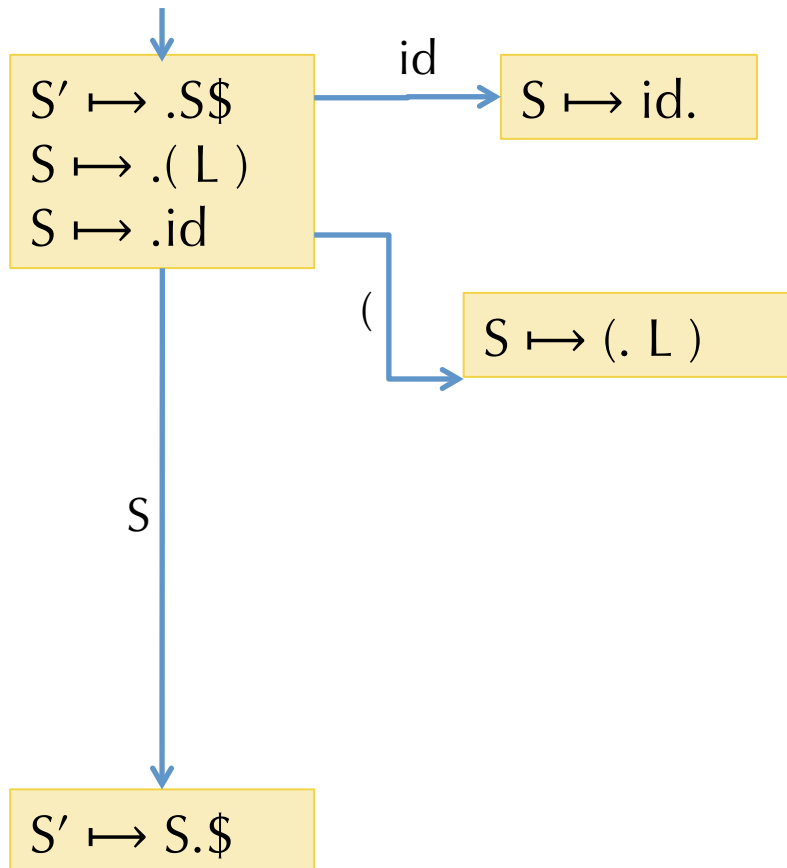 id
S′ ⟼ .S$
S ⟼ .( L )
S ⟼ .id
S ⟼ id.
(
S ⟼ (. L )
S
S′ ⟼ S.$